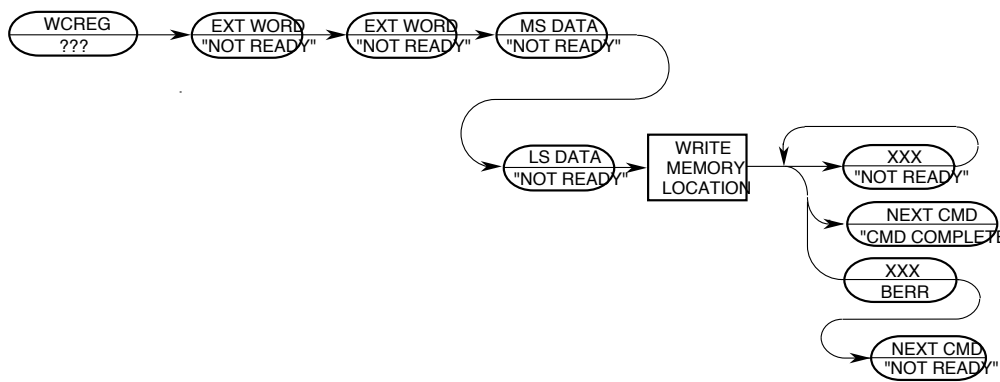 WCREG
???
EXT WORD
"NOT READY"
EXT WORD
"NOT READY"
MS DATA
"NOT READY"
LS DATA
"NOT READY"
WRITE
MEMORY
LOCATION
XXX
"NOT READY"
NEXT CMD
"CMD COMPLETE
XXX
BERR
NEXT CMD
"NOT READY"